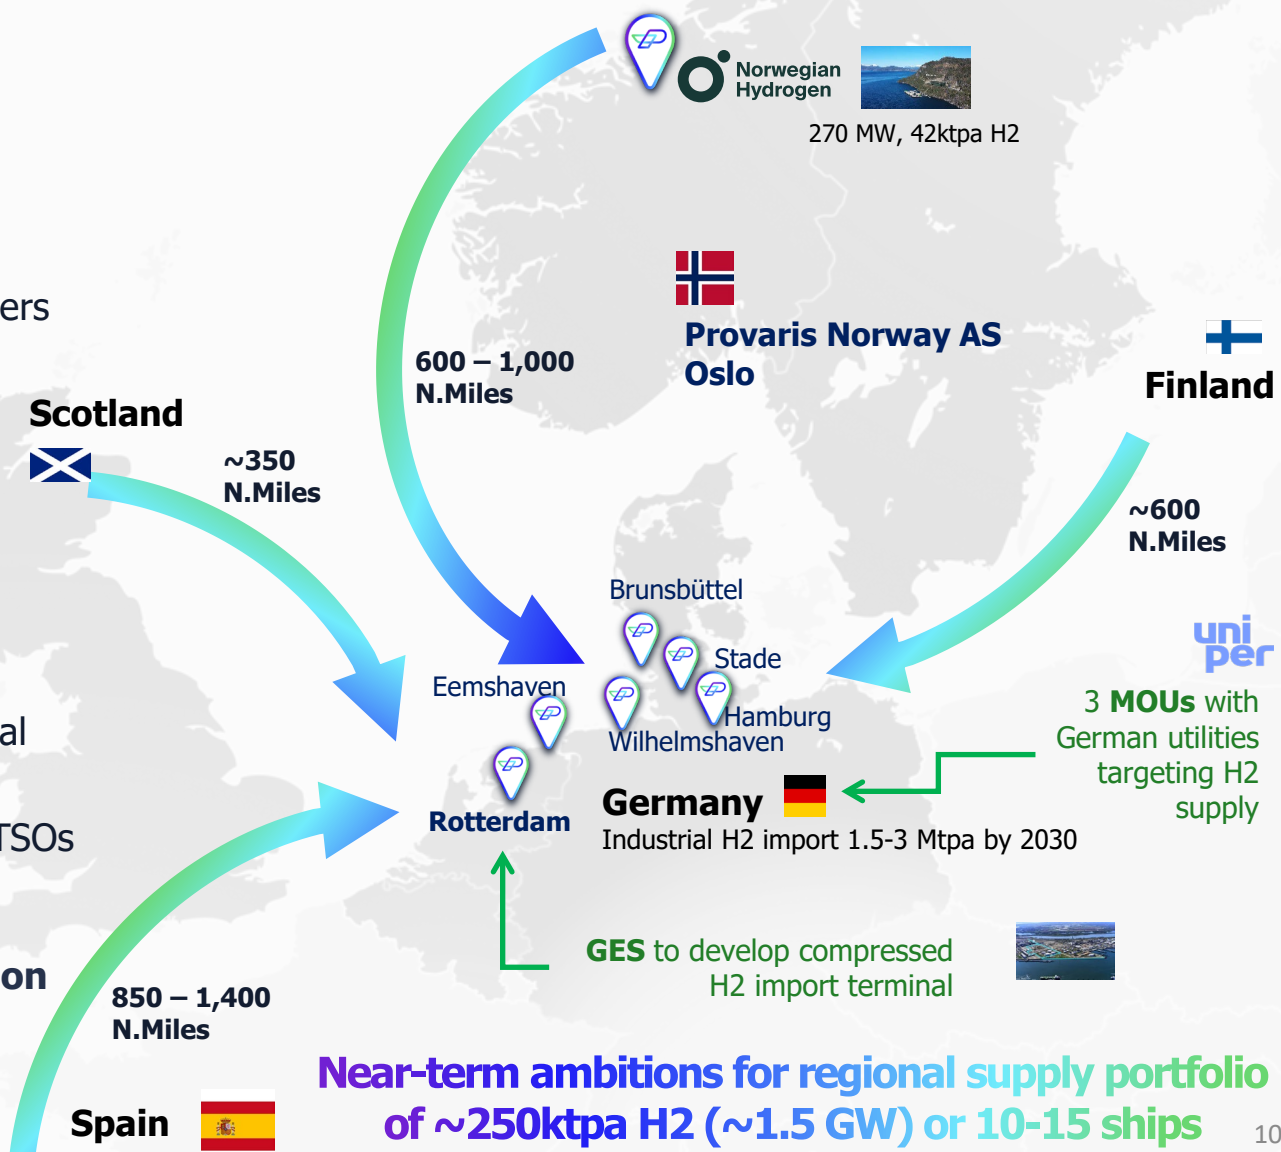 Norwegian
Hydrogen
270 MW, 42ktpa H2
ers
Provaris Norway AS
Oslo
600 – 1,000
N.Miles
Finland
Scotland
~350
N.Miles
~600
N.Miles
Brunsbüttel
uni
per
Stade
Eemshaven
Hamburg
Wilhelmshaven
3 MOUs with
German utilities
targeting H2
supply
al
Germany
Rotterdam
Industrial H2 import 1.5-3 Mtpa by 2030
TSOs
GES to develop compressed
H2 import terminal
on
850 – 1,400
N.Miles
Near-term ambitions for regional supply portfolio
of ~250ktpa H2 (~1.5 GW) or 10-15 ships
Spain
10